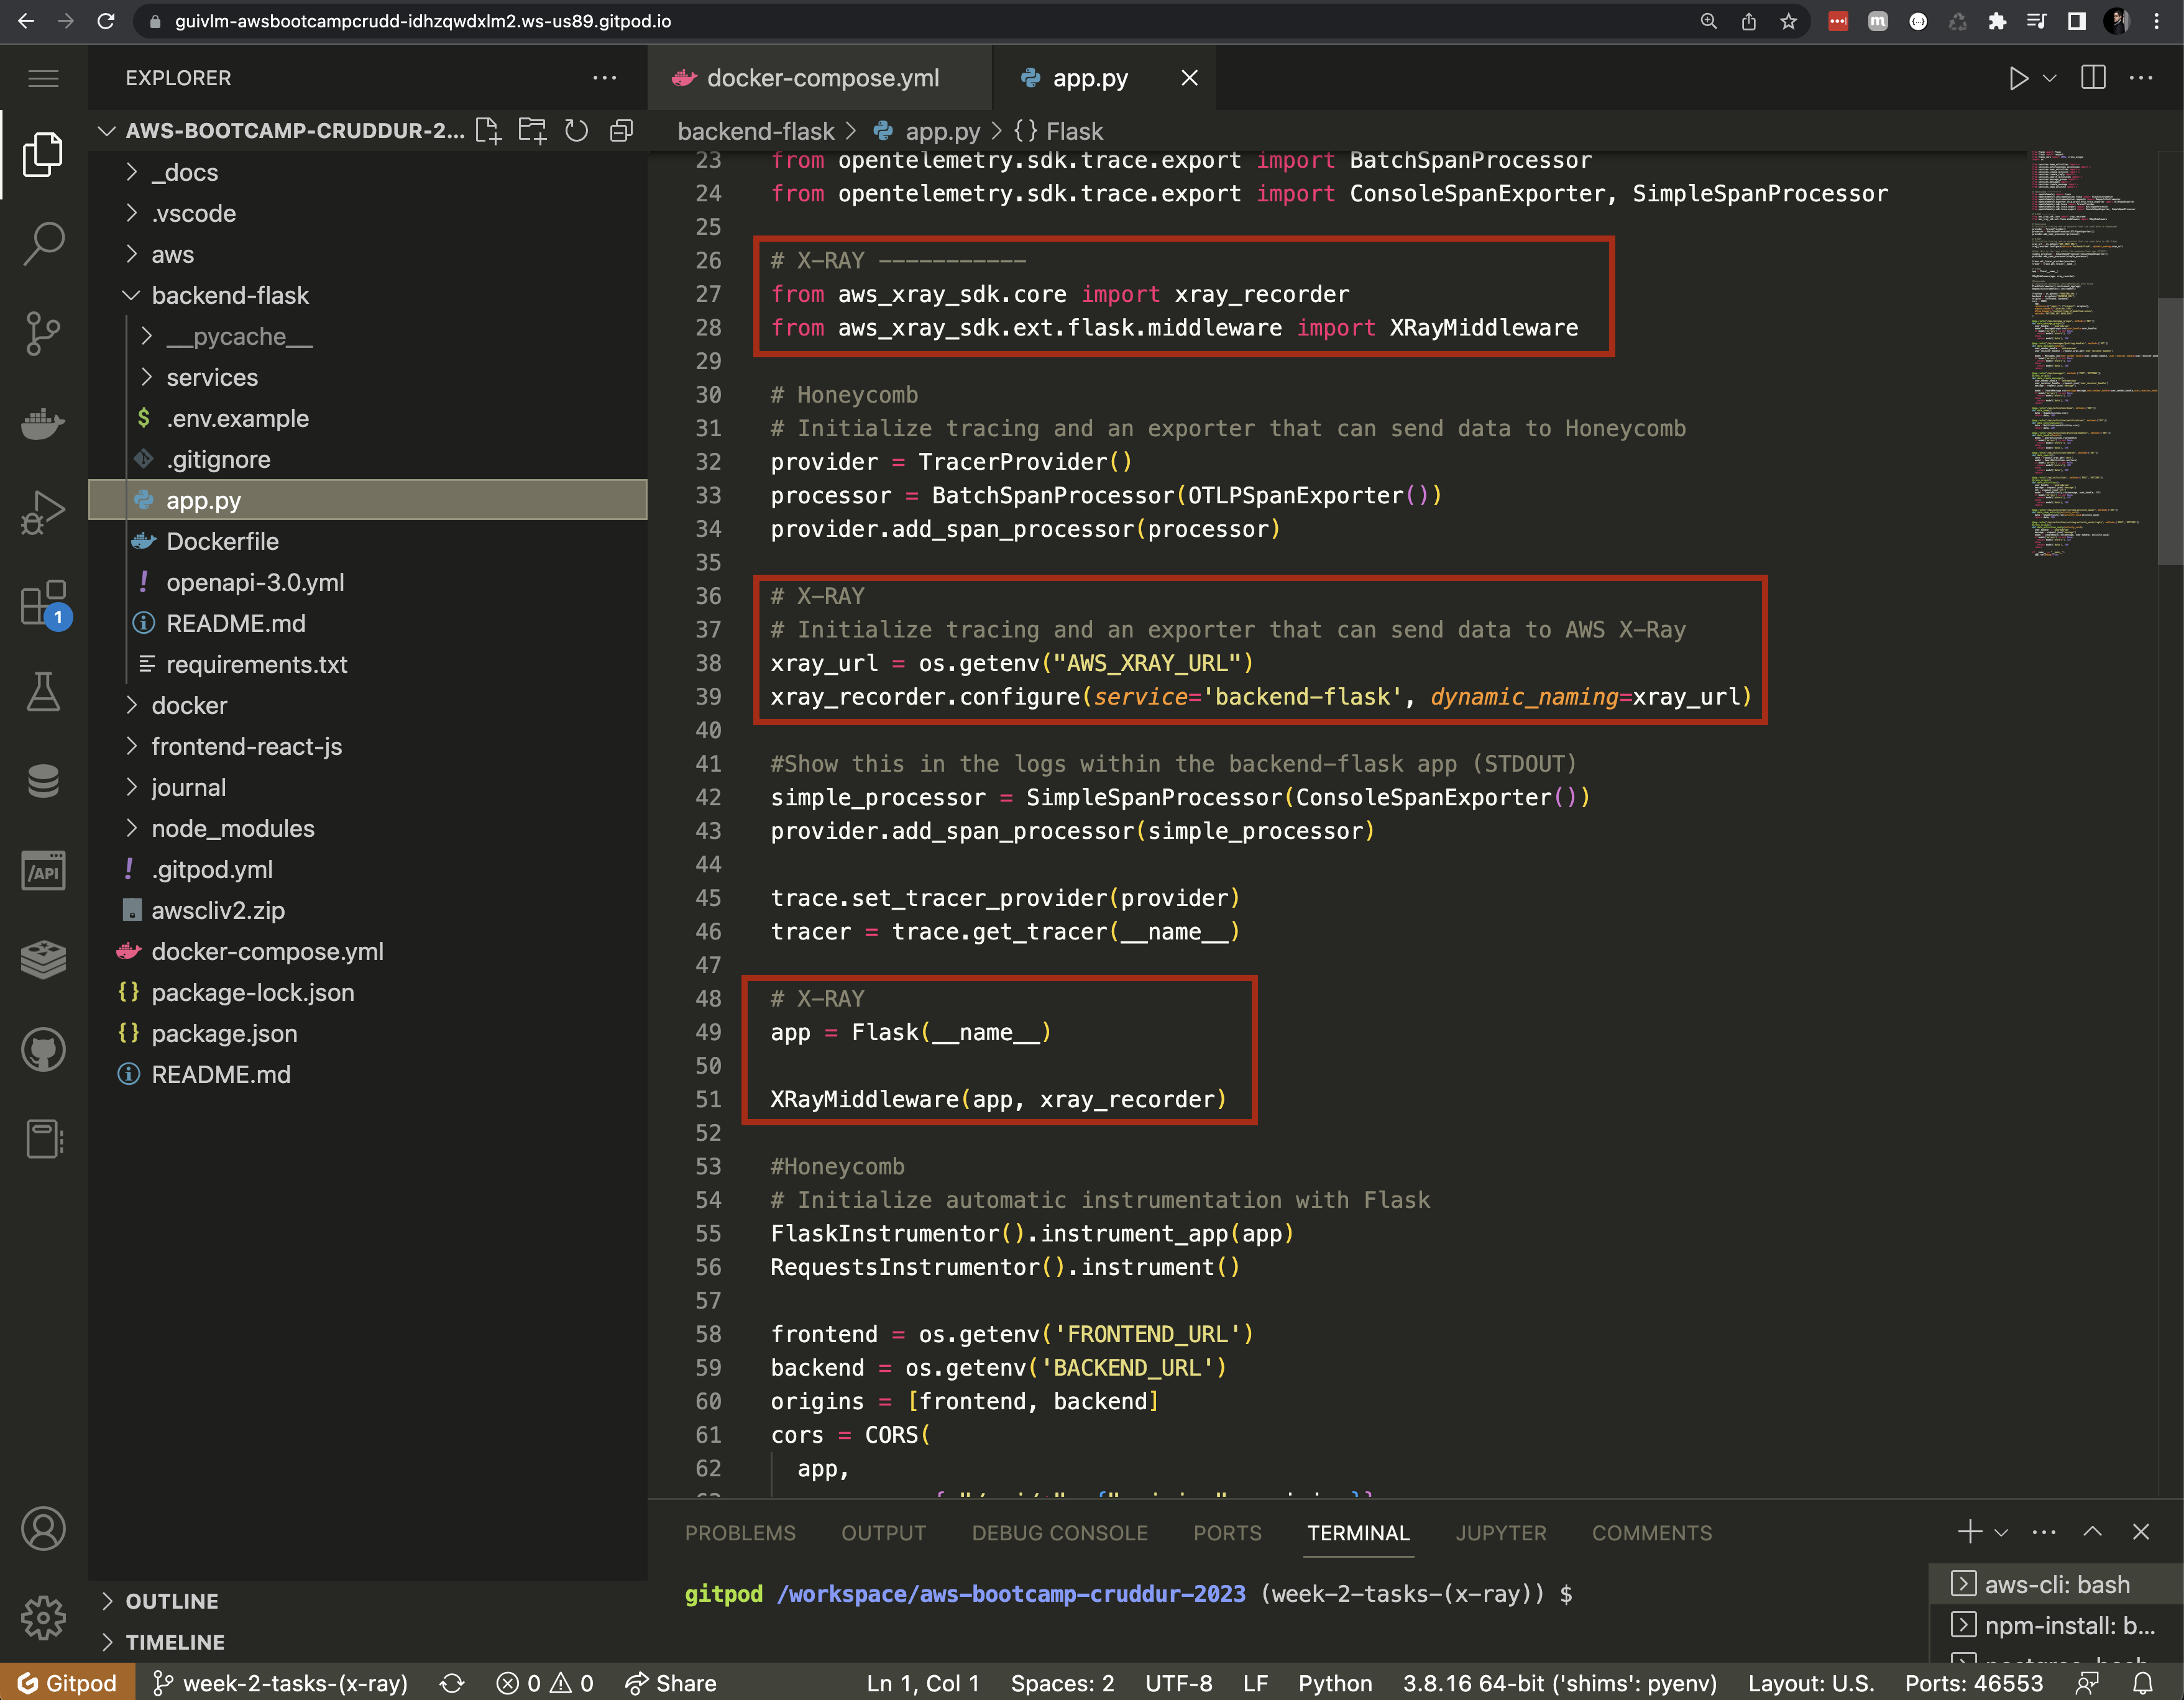 guivlm-awsbootcampcrudd-idhzqwdxlm2.ws-us89.gitpod.io
EXPLORER
AWS-BOOTCAMP-CRUDDUR-2...
_docs
.vscode
aws
backend-flask
__pycache__
services
.env.example
.gitignore
app.py
Dockerfile
openapi-3.0.yml
README.md
requirements.txt
docker
frontend-react-js
journal
node_modules
.gitpod.yml
awscliv2.zip
docker-compose.yml
package-lock.json
package.json
README.md
OUTLINE
TIMELINE
1
/API
docker-compose.yml
app.py
backend-flask > app.py > {} Flask
23 from opentelemetry.sdk.trace.export import BatchSpanProcessor
24 from opentelemetry.sdk.trace.export import ConsoleSpanExporter, SimpleSpanProcessor
25
26 # X-RAY -----------
27 from aws_xray_sdk.core import xray_recorder
28 from aws_xray_sdk.ext.flask.middleware import XRayMiddleware
29
30 # Honeycomb
31 # Initialize tracing and an exporter that can send data to Honeycomb
32 provider = TracerProvider()
33 processor = BatchSpanProcessor(OTLPSpanExporter())
34 provider.add_span_processor(processor)
35
36 # X-RAY
37 # Initialize tracing and an exporter that can send data to AWS X-Ray
38 xray_url = os.getenv("AWS_XRAY_URL")
39 xray_recorder.configure(service='backend-flask', dynamic_naming=xray_url)
40
41 #Show this in the logs within the backend-flask app (STDOUT)
42 simple_processor = SimpleSpanProcessor(ConsoleSpanExporter())
43 provider.add_span_processor(simple_processor)
44
45 trace.set_tracer_provider(provider)
46 tracer = trace.get_tracer(__name__)
47
48 # X-RAY
49 app = Flask(__name__)
50
51 XRayMiddleware(app, xray_recorder)
52
53 #Honeycomb
54 # Initialize automatic instrumentation with Flask
55 FlaskInstrumentor().instrument_app(app)
56 RequestsInstrumentor().instrument()
57
58 frontend = os.getenv('FRONTEND_URL')
59 backend = os.getenv('BACKEND_URL')
60 origins = [frontend, backend]
61 cors = CORS(
62 app,
PROBLEMS OUTPUT DEBUG CONSOLE PORTS TERMINAL JUPYTER COMMENTS
gitpod /workspace/aws-bootcamp-cruddur-2023 (week-2-tasks-(x-ray)) $
aws-cli: bash
npm-install: b...
Gitpod week-2-tasks-(x-ray) 0 0 Share Ln 1, Col 1 Spaces: 2 UTF-8 LF Python 3.8.16 64-bit ('shims': pyenv) Layout: U.S. Ports: 46553